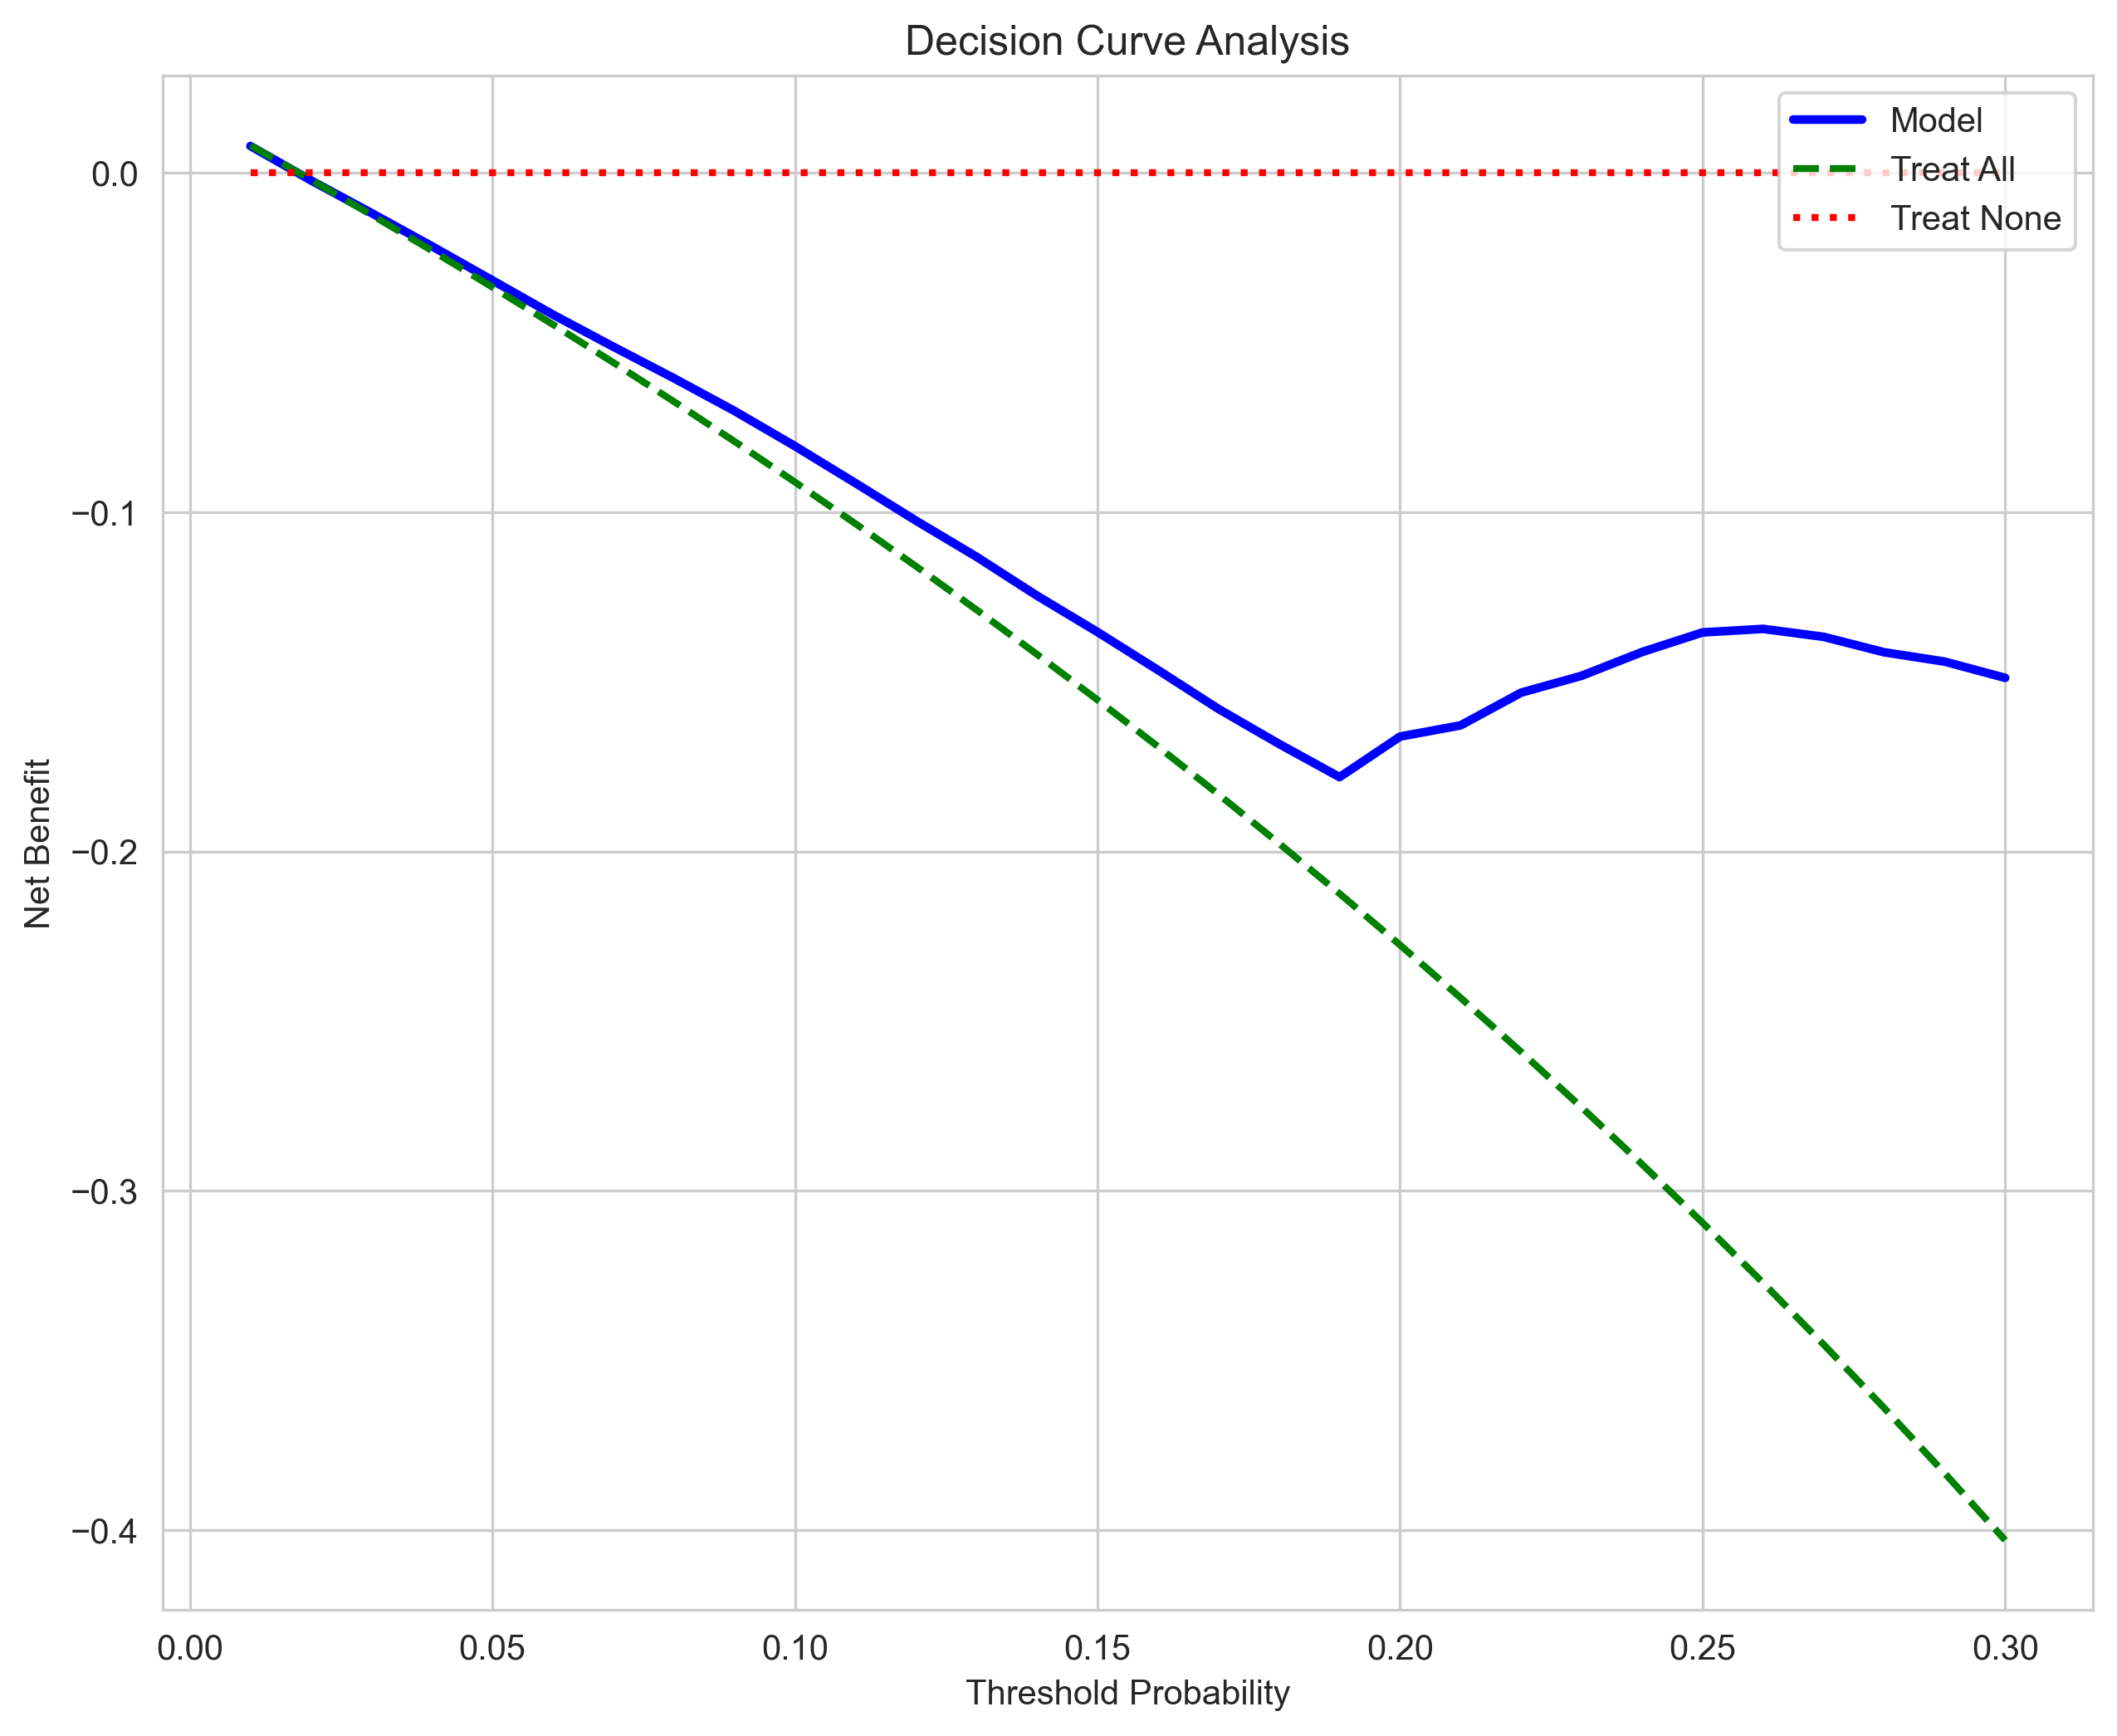 Decision Curve Analysis
Model
Treat All
Treat None
0.0
−0.1
−0.2
−0.3
−0.4
Net Benefit
0.00 0.05 0.10 0.15 0.20 0.25 0.30
Threshold Probability